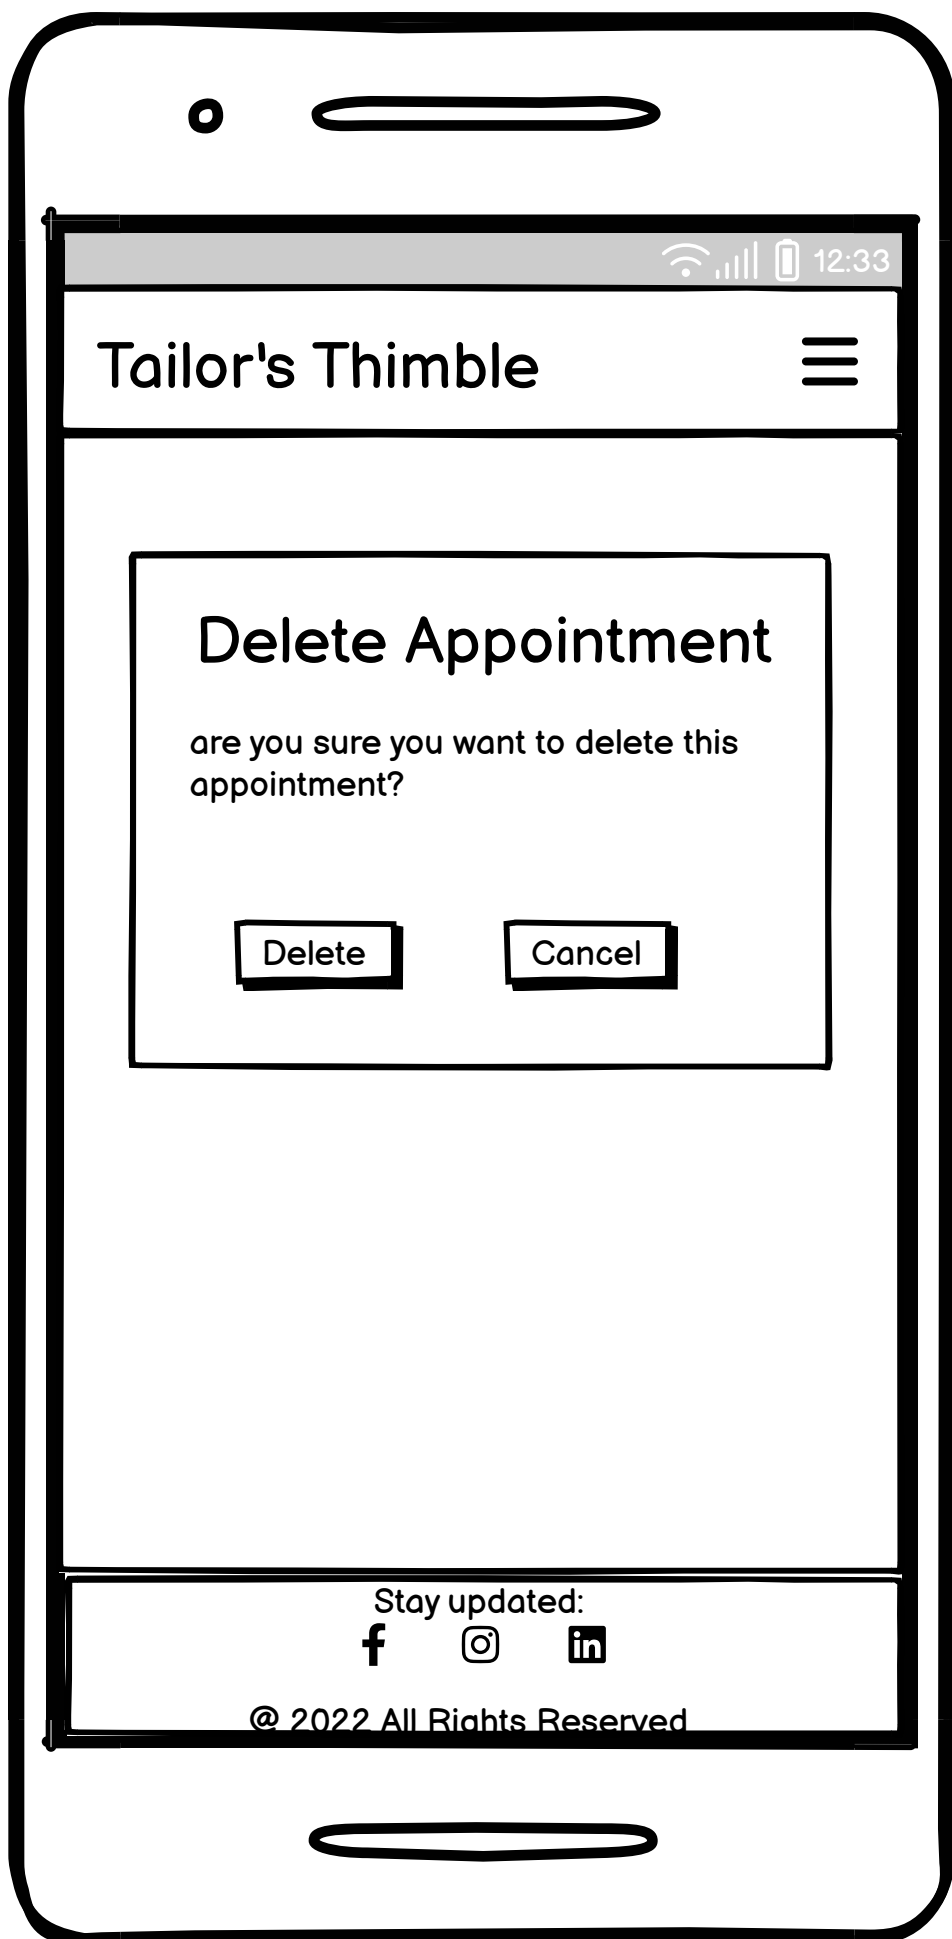 12:33
Tailor's Thimble
Delete Appointment
are you sure you want to delete this
appointment?
Delete Cancel
Stay updated:
@ 2022 All Rights Reserved